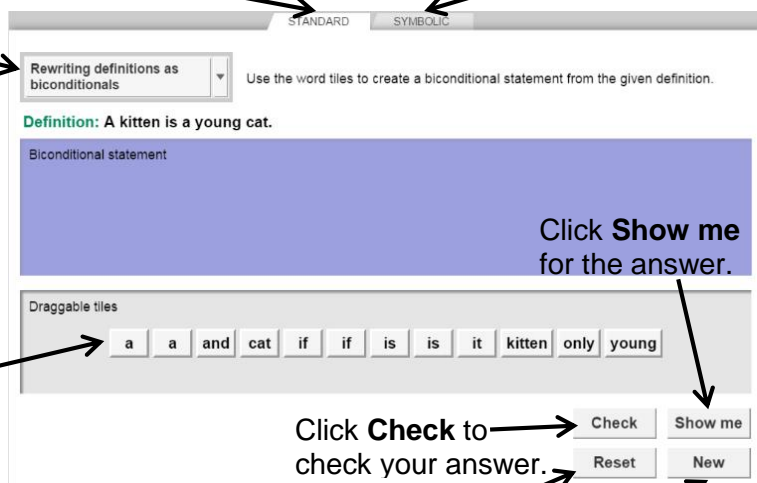 STANDARD SYMBOLIC
Rewriting definitions as
biconditionals
Use the word tiles to create a biconditional statement from the given definition.
Definition: A kitten is a young cat.
Biconditional statement
Click Show me
for the answer.
Draggable tiles
a a and cat if if is is it kitten only young
Click Check to
check your answer.
Check Show me
Reset New